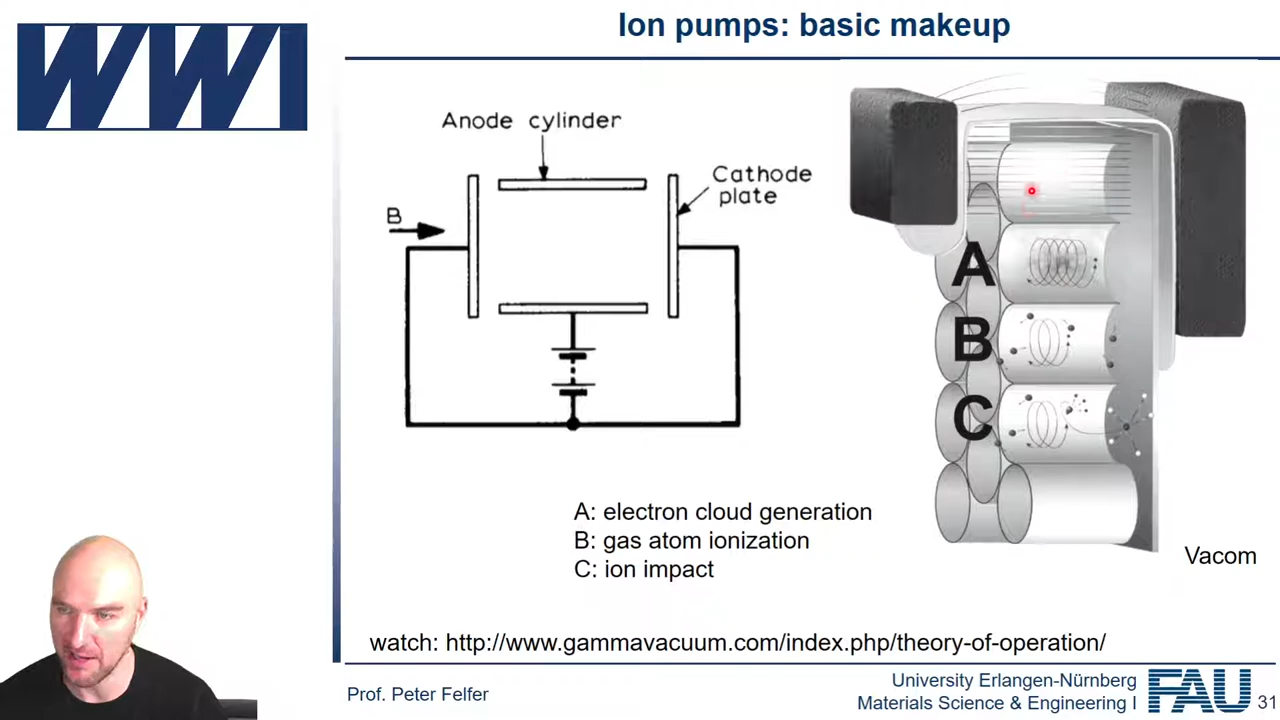 WWI
Ion pumps: basic makeup
Anode cylinder
Cathode
plate
B
A
B
C
A: electron cloud generation
B: gas atom ionization
C: ion impact
Vacom
watch: http://www.gammavacuum.com/index.php/theory-of-operation/
Prof. Peter Felfer
University Erlangen-Nürnberg
Materials Science & Engineering I
FAU
31